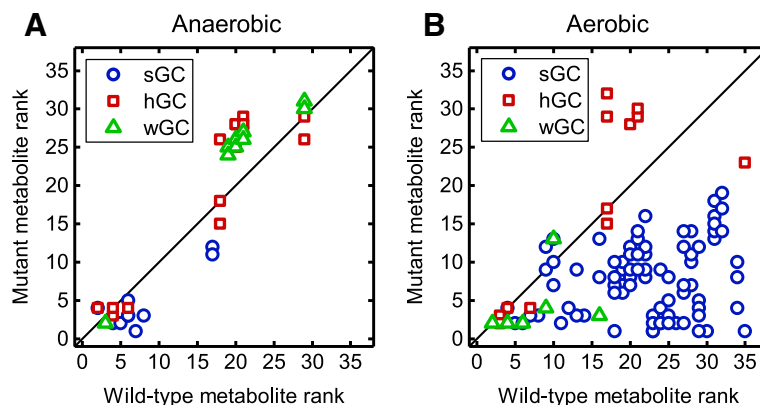 A
Anaerobic
Mutant metabolite rank
35
30
25
20
15
10
5
0
sGC
hGC
wGC
0 5 10 15 20 25 30 35
Wild-type metabolite rank
B
Aerobic
Mutant metabolite rank
35
30
25
20
15
10
5
0
sGC
hGC
wGC
0 5 10 15 20 25 30 35
Wild-type metabolite rank